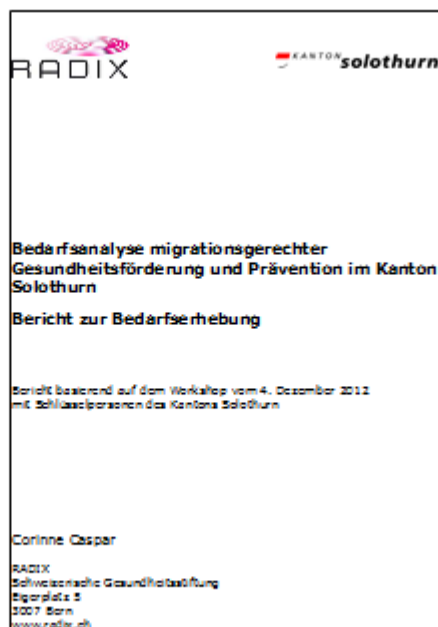 RADIX
KANTON solothurn
Bedarfsanalyse migrationsgerechter
Gesundheitsförderung und Prävention im Kanton
Solothurn
Bericht zur Bedarfserhebung
Bericht basierend auf dem Workshop vom 4. Dezember 2012
mit Schlüsselpersonen des Kantons Solothurn
Corinne Caspar
RADIX
Schweizerische Gesundheitsstiftung
Eigerplatz 5
3007 Bern
www.radix.ch